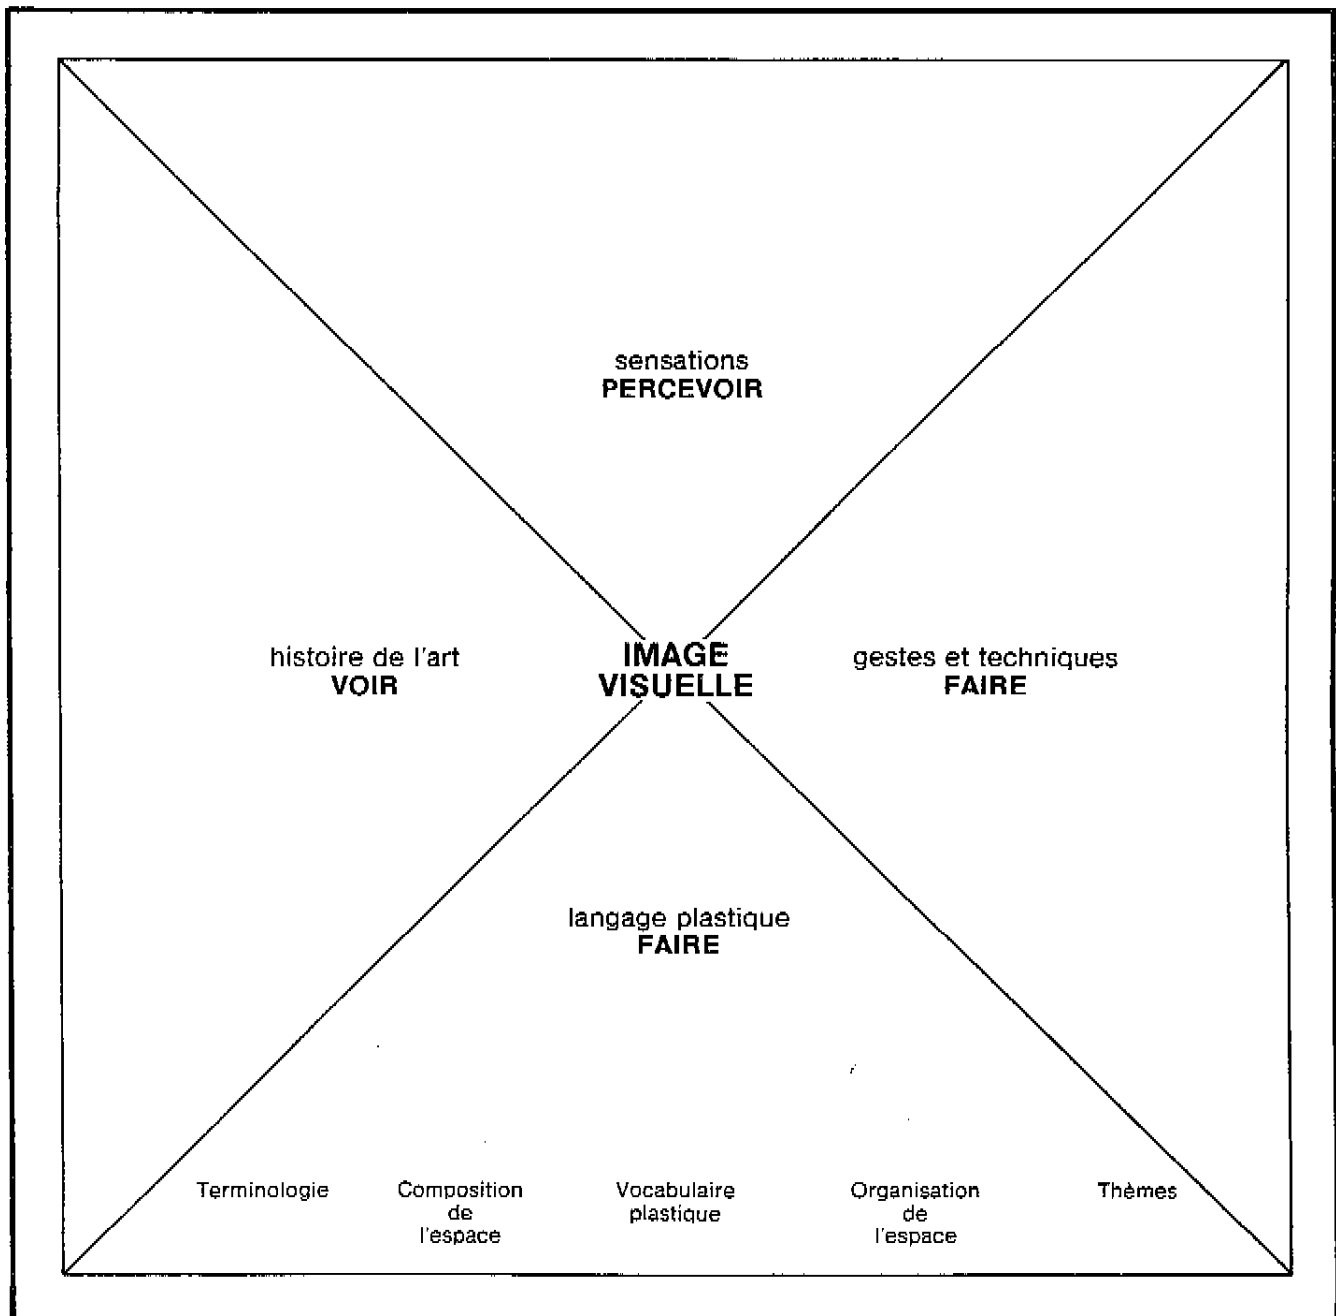 sensations
PERCEVOIR
histoire de l'art
VOIR
IMAGE
VISUELLE
gestes et techniques
FAIRE
langage plastique
FAIRE
Terminologie
Composition
de
l'espace
Vocabulaire
plastique
Organisation
de
l'espace
Thèmes